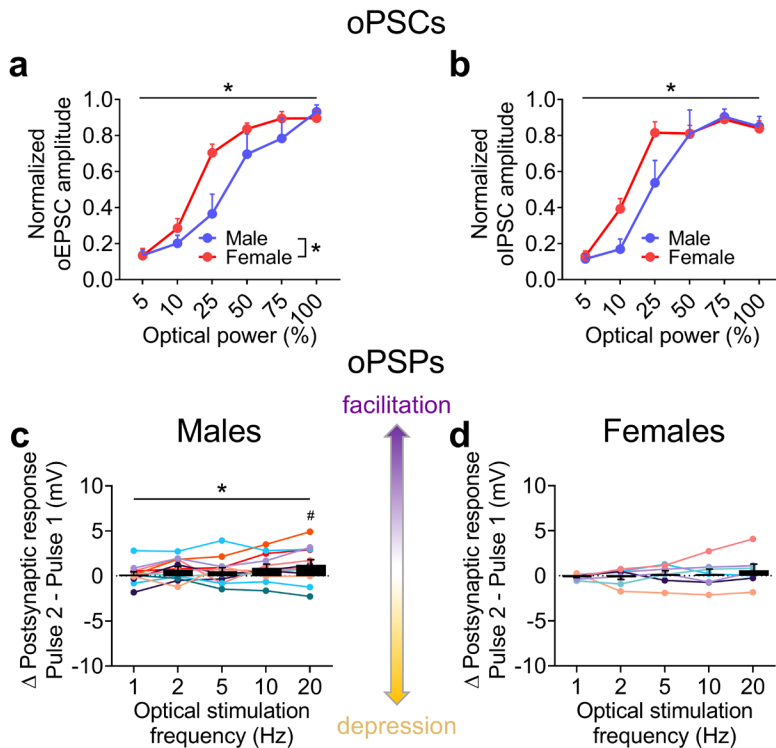 oPSCs
a
*
Normalized
oEPSC amplitude
1.0
0.8
0.6
0.4
0.2
0.0
Male
Female
*
5
10
25
50
75
100
Optical power (%)
b
*
Normalized
oIPSC amplitude
1.0
0.8
0.6
0.4
0.2
0.0
Male
Female
5
10
25
50
75
100
Optical power (%)
oPSPs
facilitation
depression
c
Males
Δ Postsynaptic response
Pulse 2 - Pulse 1 (mV)
10
5
0
-5
-10
*
#
1
2
5
10
20
Optical stimulation
frequency (Hz)
d
Females
Δ Postsynaptic response
Pulse 2 - Pulse 1 (mV)
10
5
0
-5
-10
1
2
5
10
20
Optical stimulation
frequency (Hz)